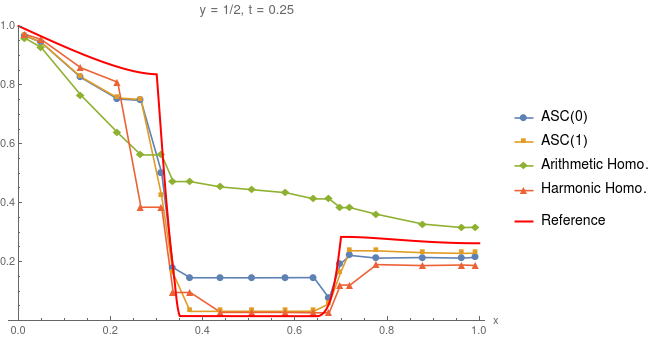 y = 1/2, t = 0.25
1.0
0.8
0.6
0.4
0.2
0.0 0.2 0.4 0.6 0.8 1.0 x
ASC(0)
ASC(1)
Arithmetic Homo.
Harmonic Homo.
Reference